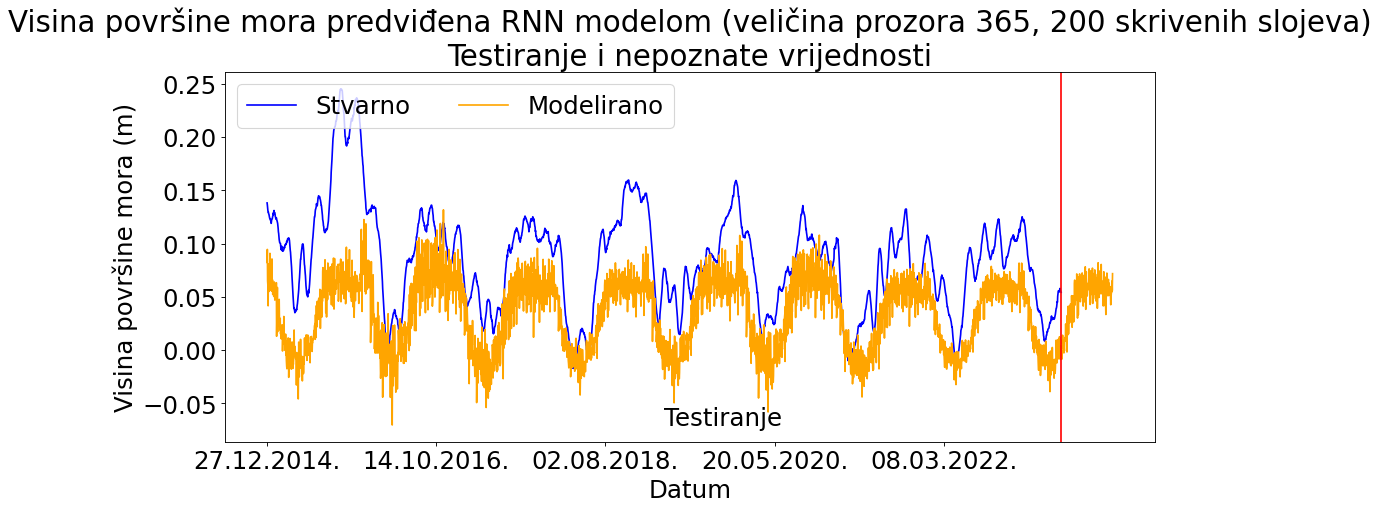 Visina površine mora predviđena RNN modelom (veličina prozora 365, 200 skrivenih slojeva)
Testiranje i nepoznate vrijednosti
Stvarno Modelirano
Visina površine mora (m)
0.25
0.20
0.15
0.10
0.05
0.00
−0.05
Testiranje
27.12.2014. 14.10.2016. 02.08.2018. 20.05.2020. 08.03.2022.
Datum